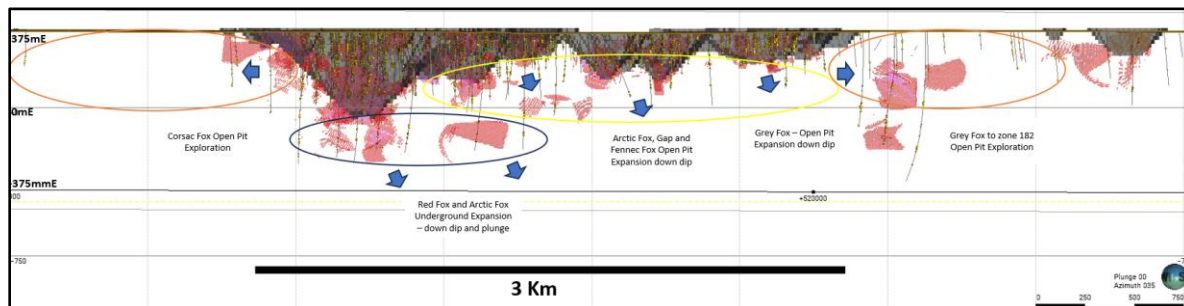 375mE
0mE
Corsac Fox Open Pit
Exploration
Arctic Fox, Gap and
Fennec Fox Open Pit
Expansion down dip
Grey Fox – Open Pit
Expansion down dip
Grey Fox to zone 182
Open Pit Exploration
-375mmE
+528000
Red Fox and Arctic Fox
Underground Expansion
– down dip and plunge
-750
3 Km
Plunge 00
Azimuth 035
0 250 500 750